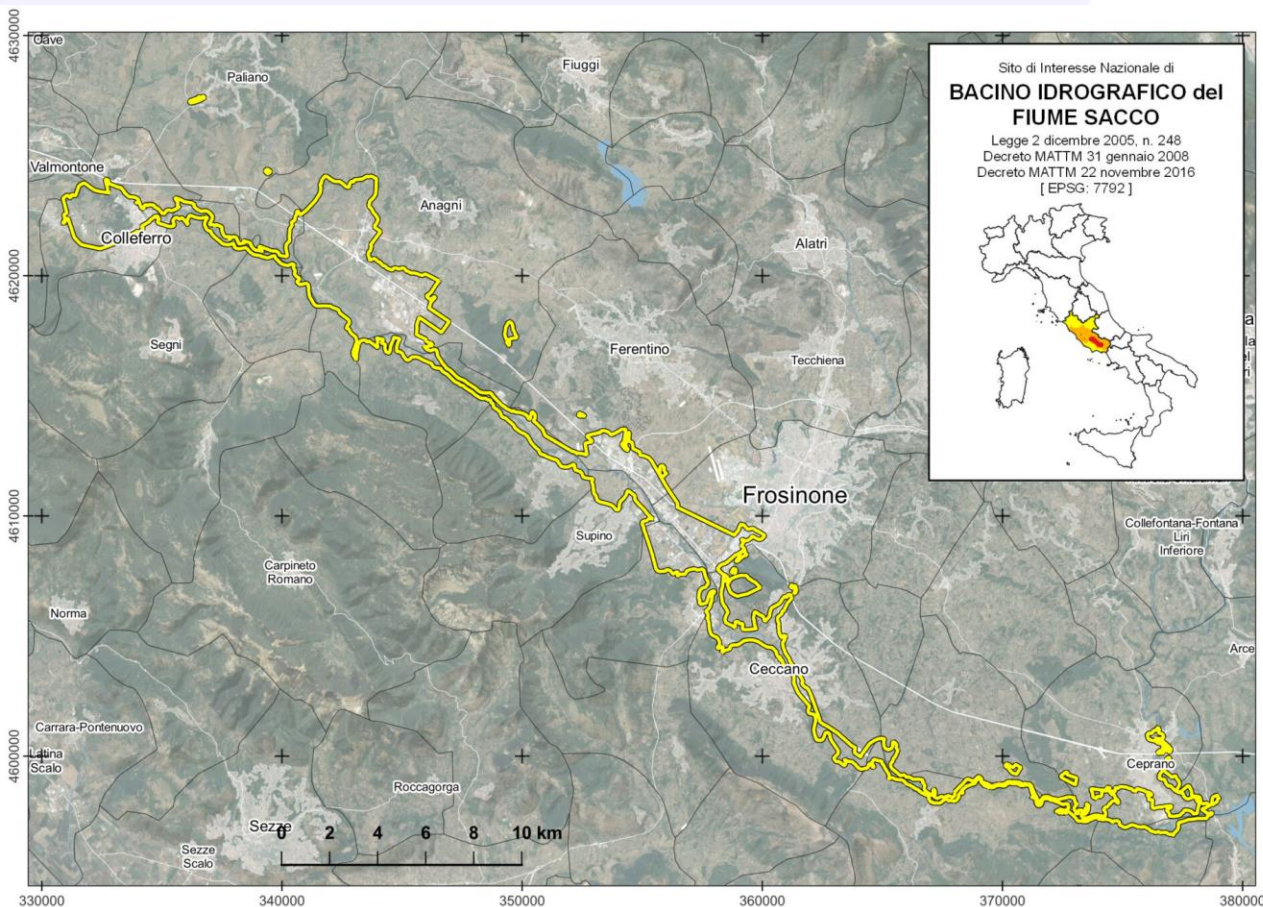 4630000
Cave
Paliano
Fiuggi
Sito di Interesse Nazionale di
BACINO IDROGRAFICO del
FIUME SACCO
Legge 2 dicembre 2005, n. 248
Decreto MATTM 31 gennaio 2008
Decreto MATTM 22 novembre 2016
[ EPSG: 7792 ]
Valmontone
Anagni
Colleferro
Alatri
4620000
Segni
Ferentino
Tecchiena
Frosinone
4610000
Supino
Collefontana-Fontana
Liri
Inferiore
Carpineto
Romano
Norma
Arce
Ceccano
Carrara-Pontenuovo
Latina
Scalo
4600000
Ceprano
Roccagorga
Sezze
0 2 4 6 8 10 km
Sezze
Scalo
330000 340000 350000 360000 370000 380000